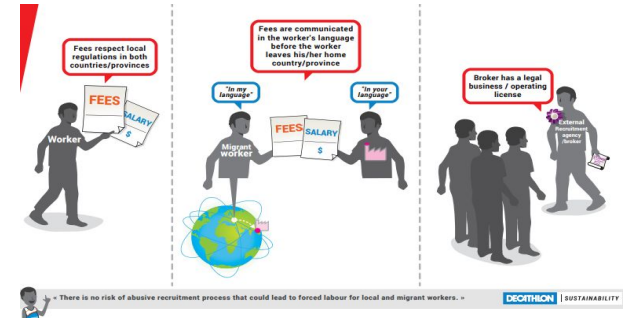 Fees respect local
regulations in both
countries/provinces
FEES
SALARY
$
Worker
Fees are communicated
in the worker's language
before the worker
leaves his/her home
country/province
"In my
language"
"In your
language"
FEES
SALARY
$
Migrant
worker
Broker has a legal
business / operating
license
External
Recruitment
agency
/broker
« There is no risk of abusive recruitment process that could lead to forced labour for local and migrant workers. »
DECATHLON | SUSTAINABILITY